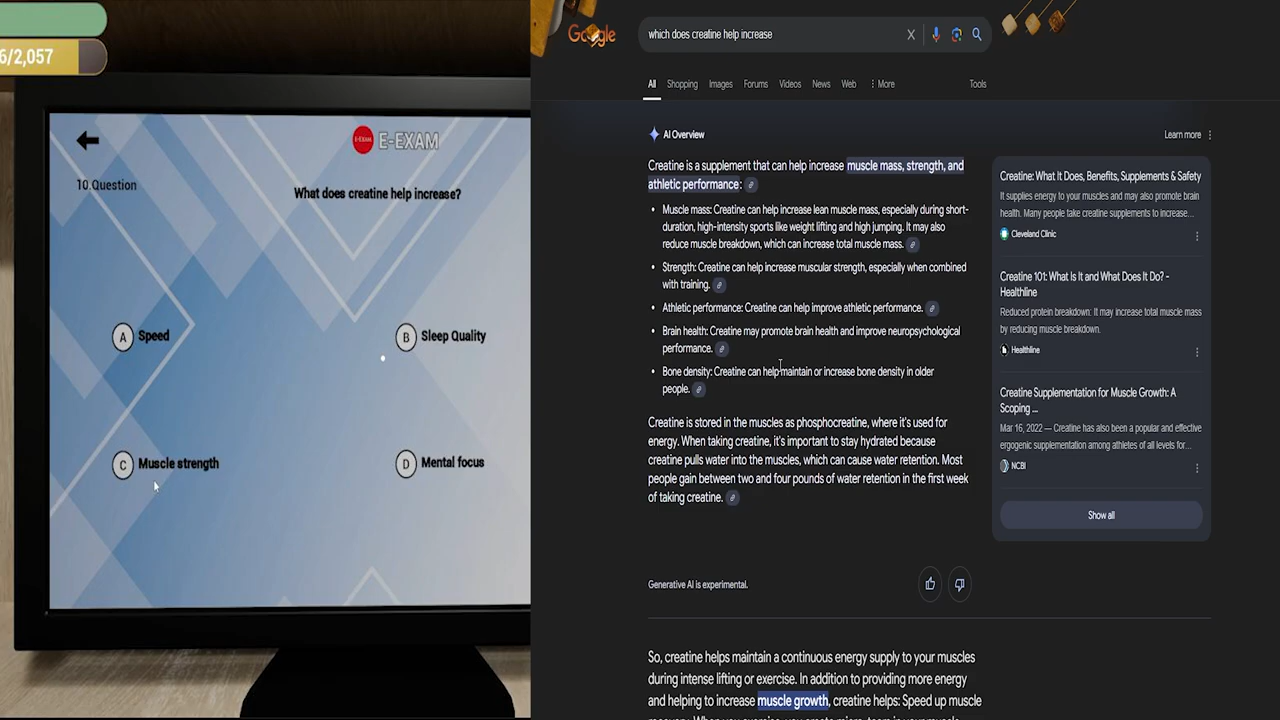 6/2,057
E-EXAM
E-EXAM
10 Question
What does creatine help increase?
A Speed
B Sleep Quality
C Muscle strength
D Mental focus
Google
which does creatine help increase
All Shopping Images Forums Videos News Web More Tools
AI Overview
Learn more
Creatine is a supplement that can help increase muscle mass, strength, and
athletic performance:
• Muscle mass: Creatine can help increase lean muscle mass, especially during short-
duration, high-intensity sports like weight lifting and high jumping. It may also
reduce muscle breakdown, which can increase total muscle mass.
• Strength: Creatine can help increase muscular strength, especially when combined
with training.
• Athletic performance: Creatine can help improve athletic performance.
• Brain health: Creatine may promote brain health and improve neuropsychological
performance.
• Bone density: Creatine can help maintain or increase bone density in older
people.
Creatine is stored in the muscles as phosphocreatine, where it's used for
energy. When taking creatine, it's important to stay hydrated because
creatine pulls water into the muscles, which can cause water retention. Most
people gain between two and four pounds of water retention in the first week
of taking creatine.
Creatine: What It Does, Benefits, Supplements & Safety
It supplies energy to your muscles and may also promote brain
health. Many people take creatine supplements to increase...
Cleveland Clinic
Creatine 101: What Is It and What Does It Do? -
Healthline
Reduced protein breakdown: It may increase total muscle mass
by reducing muscle breakdown.
Healthline
Creatine Supplementation for Muscle Growth: A
Scoping ...
Mar 16, 2022 — Creatine has also been a popular and effective
ergogenic supplementation among athletes of all levels for...
NCBI
Show all
Generative AI is experimental.
So, creatine helps maintain a continuous energy supply to your muscles
during intense lifting or exercise. In addition to providing more energy
and helping to increase muscle growth, creatine helps: Speed up muscle